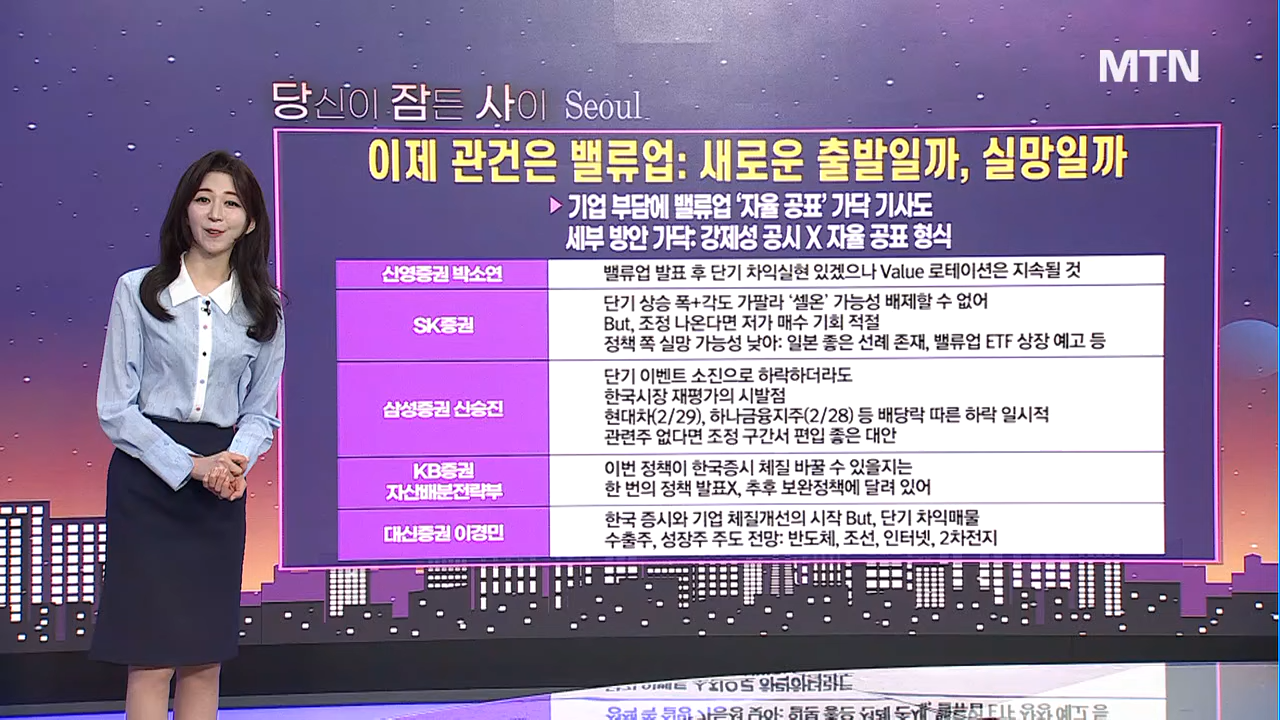 MTN
당신이 잠든 사이 Seoul
이제 관건은 밸류업: 새로운 출발일까, 실망일까
▶ 기업 부담에 밸류업 ‘자율 공표’ 가닥 기사도
세부 방안 가닥: 강제성 공시 X 자율 공표 형식
신영증권 박소연
밸류업 발표 후 단기 차익실현 있겠으나 Value 로테이션은 지속될 것
SK증권
단기 상승 폭+각도 가팔라 ‘셀온’ 가능성 배제할 수 없어
But, 조정 나온다면 저가 매수 기회 적절
정책 쪽 실망 가능성 낮아: 일본 좋은 선례 존재, 밸류업 ETF 상장 예고 등
삼성증권 신승진
단기 이벤트 소진으로 하락하더라도
한국시장 재평가의 시발점
현대차(2/29), 하나금융지주(2/28) 등 배당락 따른 하락 일시적
관련주 없다면 조정 구간서 편입 좋은 대안
KB증권
자산배분전략부
이번 정책이 한국증시 체질 바꿀 수 있을지는
한 번의 정책 발표X, 추후 보완정책에 달려 있어
대신증권 이경민
한국 증시와 기업 체질개선의 시작 But, 단기 차익매물
수출주, 성장주 주도 전망: 반도체, 조선, 인터넷, 2차전지